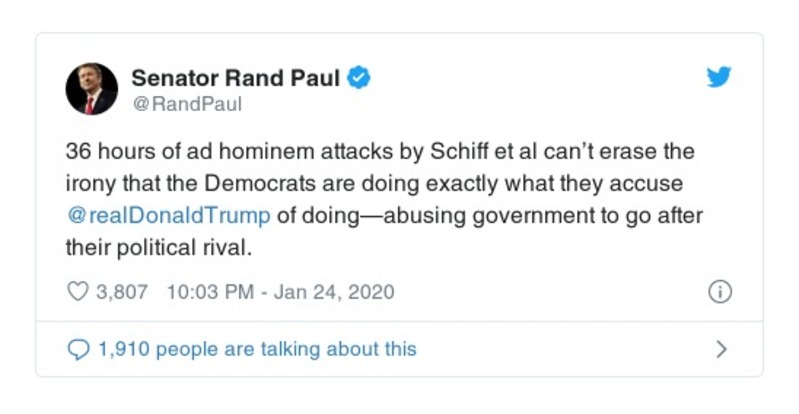 Senator Rand Paul
@RandPaul
36 hours of ad hominem attacks by Schiff et al can’t erase the
irony that the Democrats are doing exactly what they accuse
@realDonaldTrump of doing—abusing government to go after
their political rival.
3,807 10:03 PM - Jan 24, 2020
1,910 people are talking about this